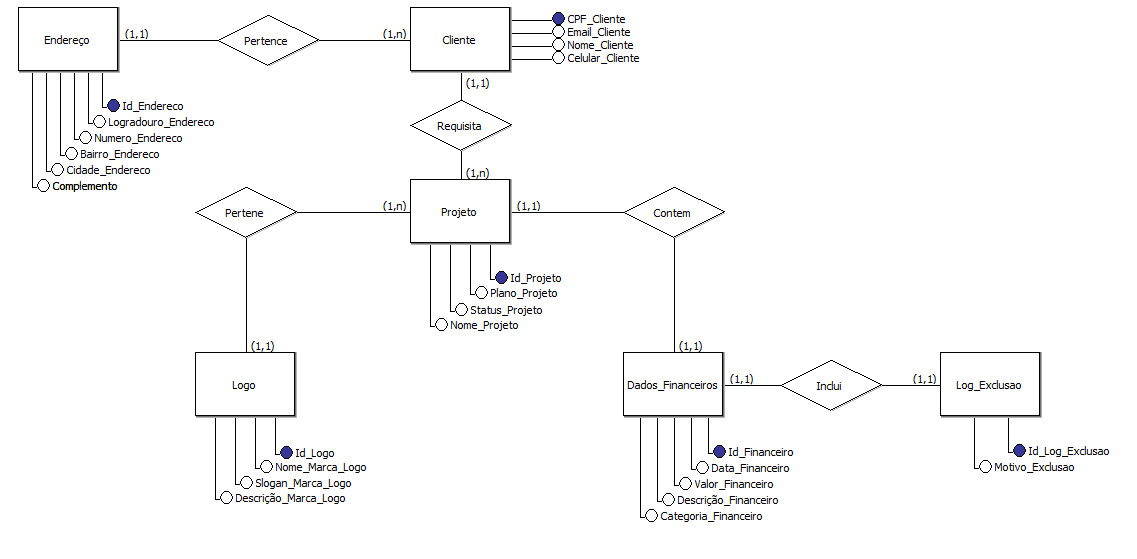 Endereço
(1,1)
Pertence
(1,n)
Cliente
CPF_Cliente
Email_Cliente
Nome_Cliente
Celular_Cliente
Id_Endereco
Logradouro_Endereco
Numero_Endereco
Bairro_Endereco
Cidade_Endereco
Complemento
(1,1)
Requisita
(1,n)
Pertene
(1,n)
Projeto
(1,1)
Contem
Id_Projeto
Plano_Projeto
Status_Projeto
Nome_Projeto
(1,1)
Logo
Id_Logo
Nome_Marca_Logo
Slogan_Marca_Logo
Descrição_Marca_Logo
(1,1)
Dados_Financeiros
(1,1)
Inclui
(1,1)
Log_Exclusao
Id_Financeiro
Data_Financeiro
Valor_Financeiro
Descrição_Financeiro
Categoria_Financeiro
Id_Log_Exclusao
Motivo_Exclusao